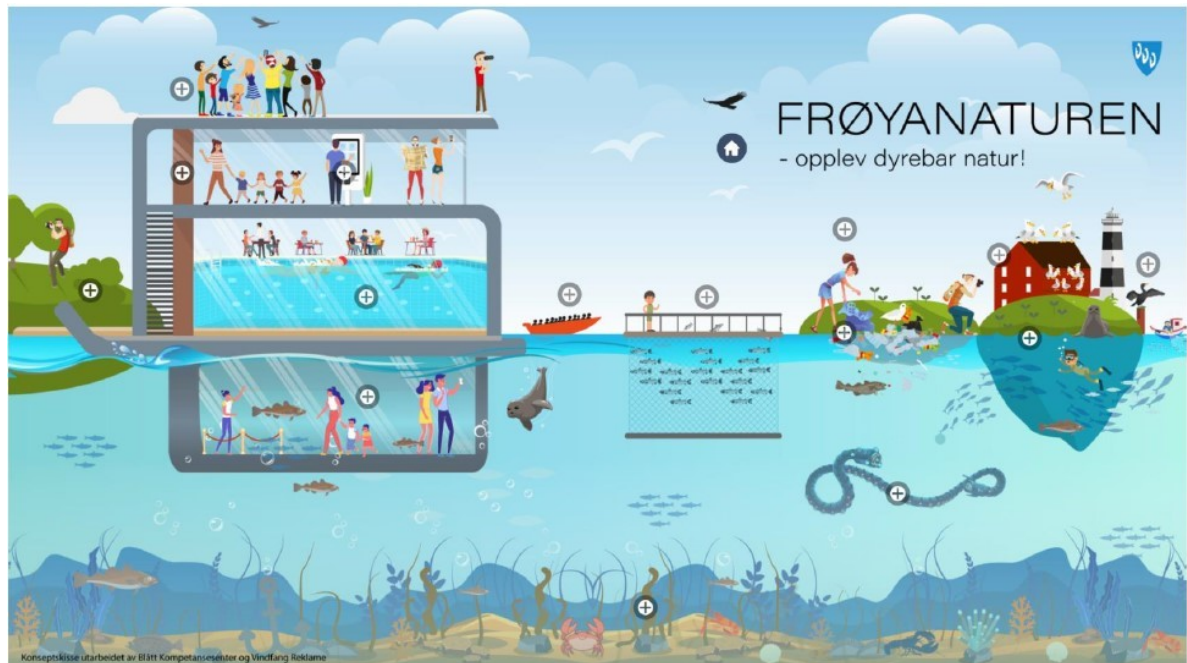 FRØYANATUREN
- opplev dyrebar natur!
Konseptskisse utarbeidet av Blått Kompetansesenter og Vindfang Reklame